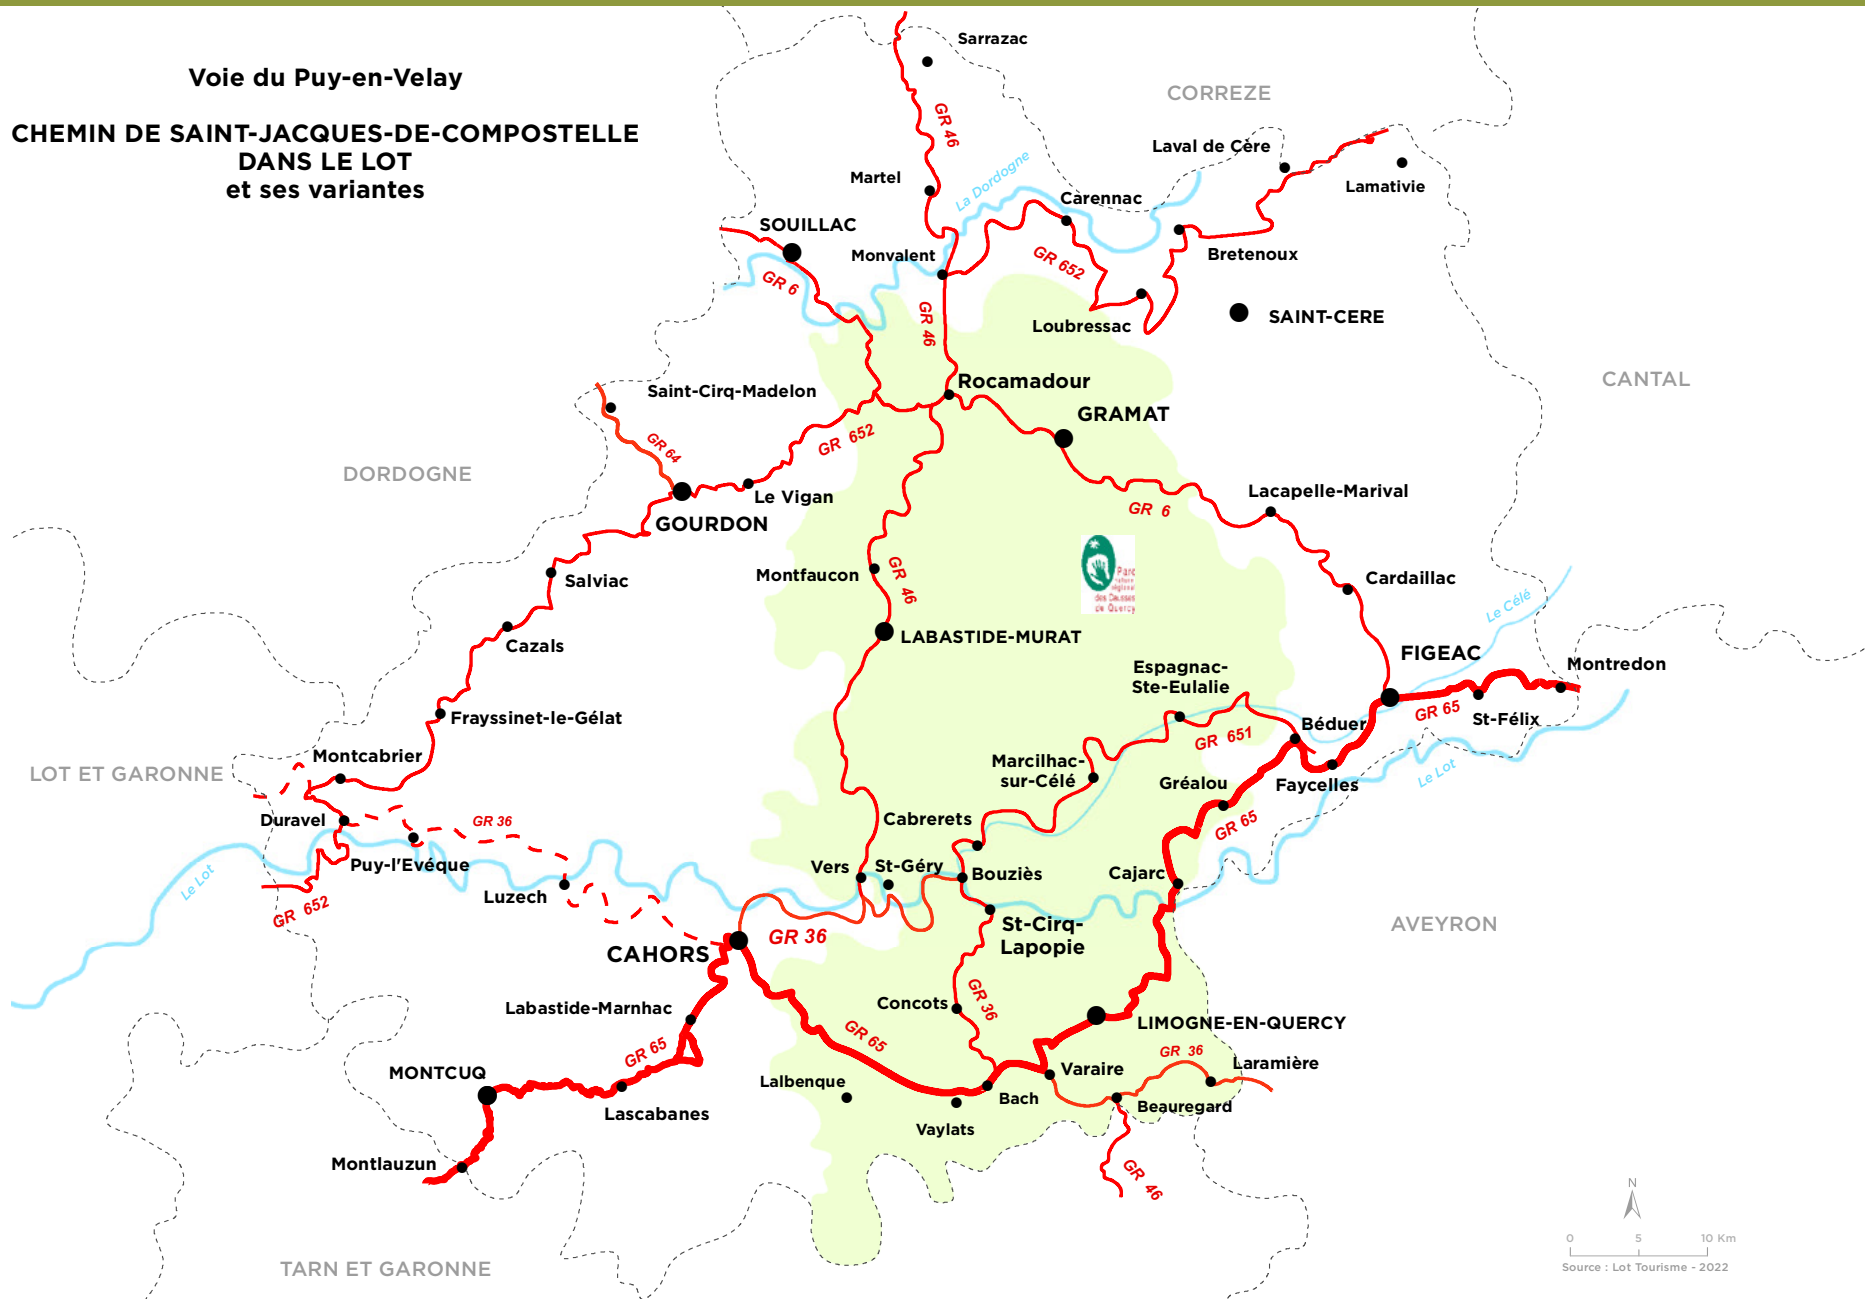 Voie du Puy-en-Velay
CHEMIN DE SAINT-JACQUES-DE-COMPOSTELLE
DANS LE LOT
et ses variantes
Sarrazac
CORREZE
GR 46
Laval de Cère
Lamativie
Martel
La Dordogne
Carennac
SOUILLAC
Monvalent
Bretenoux
GR 652
GR 6
GR 46
Loubressac
SAINT-CERE
Rocamadour
CANTAL
Saint-Cirq-Madelon
GRAMAT
GR 64
GR 652
DORDOGNE
Le Vigan
GOURDON
Lacapelle-Marival
GR 6
Salviac
Montfaucon
GR 46
Parc
naturel
régional
des Causses
de Quercy
Cardaillac
Le Célé
LABASTIDE-MURAT
Cazals
FIGEAC
Montredon
Espagnac-
Ste-Eulalie
Frayssinet-le-Gélat
GR 65
St-Félix
Béduer
GR 651
Montcabrier
LOT ET GARONNE
Marcilhac-
sur-Célé
Gréalou
Faycelles
Le Lot
Duravel
GR 36
Cabrerets
GR 65
Puy-l'Evéque
Vers
St-Géry
Bouziès
Cajarc
Le Lot
Luzech
GR 652
St-Cirq-
Lapopie
AVEYRON
GR 36
CAHORS
Labastide-Marnhac
Concots
GR 36
LIMOGNE-EN-QUERCY
GR 65
GR 65
GR 36
Laramière
MONTCUQ
Varaire
Lalbenque
Lascabanes
Bach
Beauregard
Vaylats
Montlauzun
GR 46
N
0 5 10 Km
Source : Lot Tourisme - 2022
TARN ET GARONNE